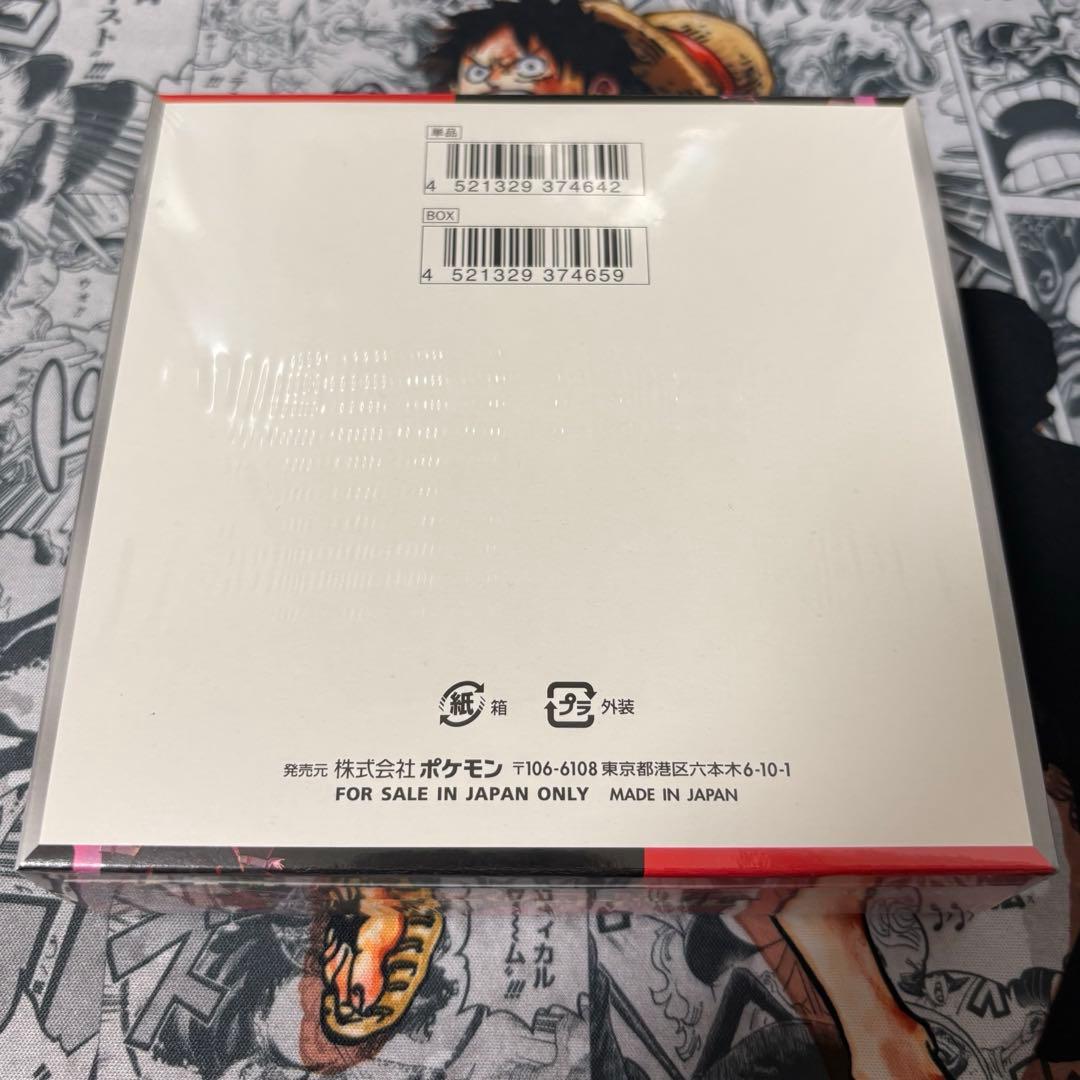 単品
4 521329 374642
BOX
4 521329 374659
紙 箱 プラ 外装
発売元 株式会社ポケモン 〒106-6108 東京都港区六本木6-10-1
FOR SALE IN JAPAN ONLY MADE IN JAPAN